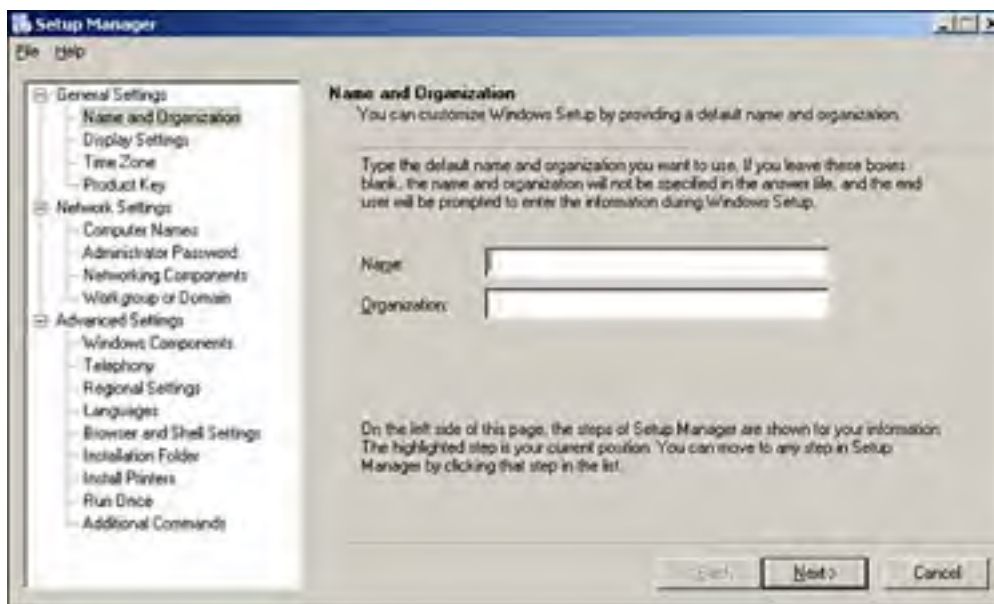 Setup Manager
File Help
General Settings
Name and Organization
Display Settings
Time Zone
Product Key
Network Settings
Computer Names
Administrator Password
Networking Components
Workgroup or Domain
Advanced Settings
Windows Components
Telephony
Regional Settings
Languages
Browser and Shell Settings
Installation Folder
Install Printers
Run Once
Additional Commands
Name and Organization
You can customize Windows Setup by providing a default name and organization.
Type the default name and organization you want to use. If you leave these boxes
blank, the name and organization will not be specified in the answer file, and the end
user will be prompted to enter the information during Windows Setup.
Name:
Organization:
On the left side of this page, the steps of Setup Manager are shown for your information.
The highlighted step is your current position. You can move to any step in Setup
Manager by clicking that step in the list.
Next >
Cancel